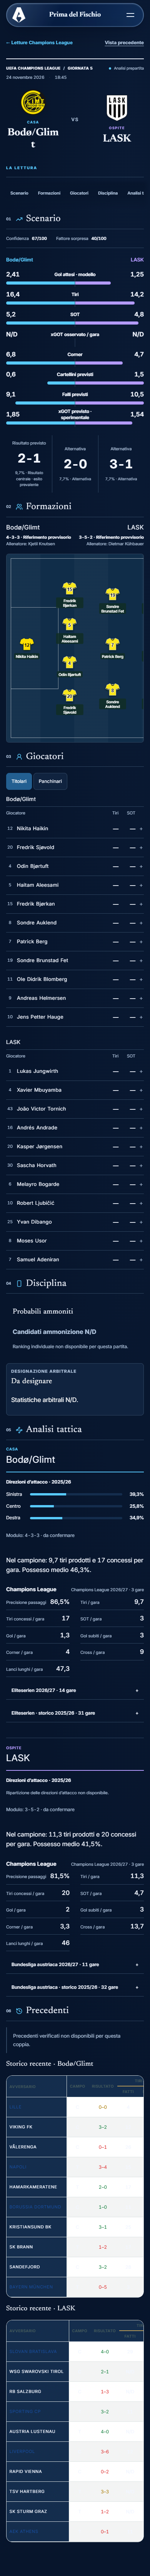 Prima del Fischio
← Letture Champions League
Vista precedente
UEFA CHAMPIONS LEAGUE / GIORNATA 5
Analisi prepartita
24 novembre 2026 18:45
CASA
Bodø/Glimt
VS
OSPITE
LASK
LA LETTURA
Scenario Formazioni Giocatori Disciplina Analisi t
01 Scenario
Confidenza 67/100 Fattore sorpresa 40/100
Bodø/Glimt LASK
2,41 Gol attesi · modello 1,25
16,4 Tiri 14,2
5,2 SOT 4,8
N/D xGOT osservato / gara N/D
6,8 Corner 4,7
0,6 Cartellini previsti 1,5
9,1 Falli previsti 10,5
1,85 xGOT previsto · sperimentale 1,54
Risultato previsto
2-1
8,7% · Risultato centrale · esito prevalente
Alternativa
2-0
7,7% · Alternativa
Alternativa
3-1
7,7% · Alternativa
02 Formazioni
Bodø/Glimt LASK
4-3-3 · Riferimento provvisorio 3-5-2 · Riferimento provvisorio
Allenatore: Kjetil Knutsen Allenatore: Dietmar Kühbauer
Fredrik Bjørkan
Sondre Brunstad Fet
Haitam Aleesami
Nikita Haikin
Patrick Berg
Odin Bjørtuft
Fredrik Sjøvold
Sondre Auklend
03 Giocatori
Titolari Panchinari
Bodø/Glimt
Giocatore Tiri SOT
12 Nikita Haikin — — +
20 Fredrik Sjøvold — — +
4 Odin Bjørtuft — — +
5 Haitam Aleesami — — +
15 Fredrik Bjørkan — — +
8 Sondre Auklend — — +
7 Patrick Berg — — +
19 Sondre Brunstad Fet — — +
11 Ole Didrik Blomberg — — +
9 Andreas Helmersen — — +
10 Jens Petter Hauge — — +
LASK
Giocatore Tiri SOT
1 Lukas Jungwirth — — +
4 Xavier Mbuyamba — — +
43 João Victor Tornich — — +
16 Andrés Andrade — — +
20 Kasper Jørgensen — — +
30 Sascha Horvath — — +
6 Melayro Bogarde — — +
10 Robert Ljubičić — — +
25 Yvan Dibango — — +
8 Moses Usor — — +
7 Samuel Adeniran — — +
04 Disciplina
Probabili ammoniti
Candidati ammonizione N/D
Ranking individuale non disponibile per questa partita.
DESIGNAZIONE ARBITRALE
Da designare
Statistiche arbitrali N/D.
05 Analisi tattica
CASA
Bodø/Glimt
Direzioni d'attacco · 2025/26
Sinistra 39,3%
Centro 25,8%
Destra 34,9%
Modulo: 4-3-3 · da confermare
Nel campione: 9,7 tiri prodotti e 17 concessi per gara. Possesso medio 46,3%.
Champions League Champions League 2026/27 · 3 gare
Precisione passaggi 86,5% Tiri / gara 9,7
Tiri concessi / gara 17 SOT / gara 3
Gol / gara 1,3 Gol subiti / gara 3
Corner / gara 4 Cross / gara 9
Lanci lunghi / gara 47,3
Eliteserien 2026/27 · 14 gare +
Eliteserien · storico 2025/26 · 31 gare +
OSPITE
LASK
Direzioni d'attacco · 2025/26
Ripartizione delle direzioni d'attacco non disponibile.
Modulo: 3-5-2 · da confermare
Nel campione: 11,3 tiri prodotti e 20 concessi per gara. Possesso medio 41,5%.
Champions League Champions League 2026/27 · 3 gare
Precisione passaggi 81,5% Tiri / gara 11,3
Tiri concessi / gara 20 SOT / gara 4,7
Gol / gara 2 Gol subiti / gara 3
Corner / gara 3,3 Cross / gara 13,7
Lanci lunghi / gara 46
Bundesliga austriaca 2026/27 · 11 gare +
Bundesliga austriaca · storico 2025/26 · 32 gare +
06 Precedenti
Precedenti verificati non disponibili per questa coppia.
Storico recente · Bodø/Glimt
AVVERSARIO CAMPO RISULTATO
0-0
VIKING FK 3-2
VÅLERENGA 0-1
3-4
HAMARKAMERATENE 2-0
1-0
KRISTIANSUND BK 3-1
SK BRANN 1-2
SANDEFJORD 3-2
0-5
Storico recente · LASK
AVVERSARIO CAMPO RISULTATO
4-0
WSG SWAROVSKI TIROL 2-1
RB SALZBURG 1-3
3-2
AUSTRIA LUSTENAU 4-0
3-6
RAPID VIENNA 0-2
TSV HARTBERG 3-3
SK STURM GRAZ 1-2
0-1